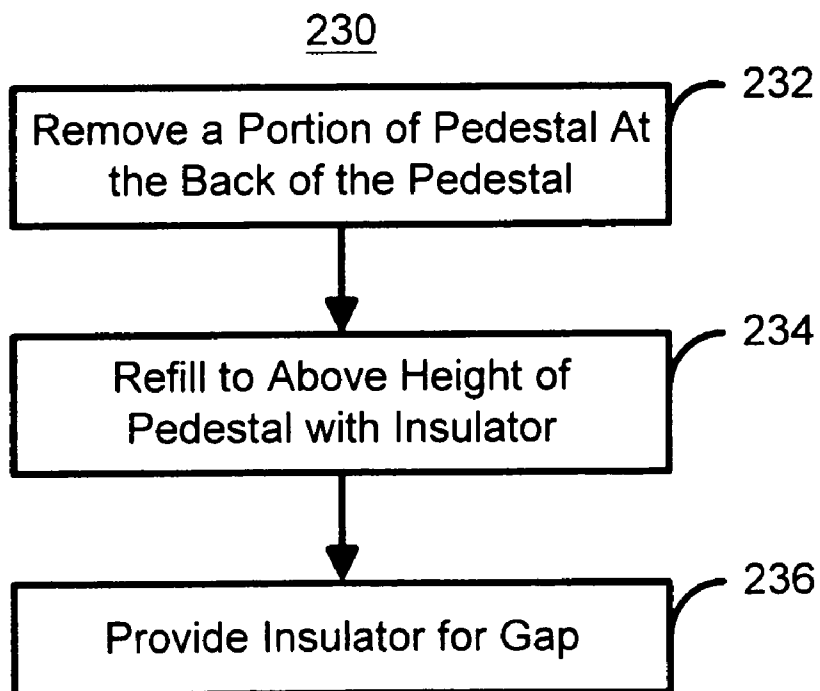 230
232
Remove a Portion of Pedestal At
the Back of the Pedestal
234
Refill to Above Height of
Pedestal with Insulator
236
Provide Insulator for Gap